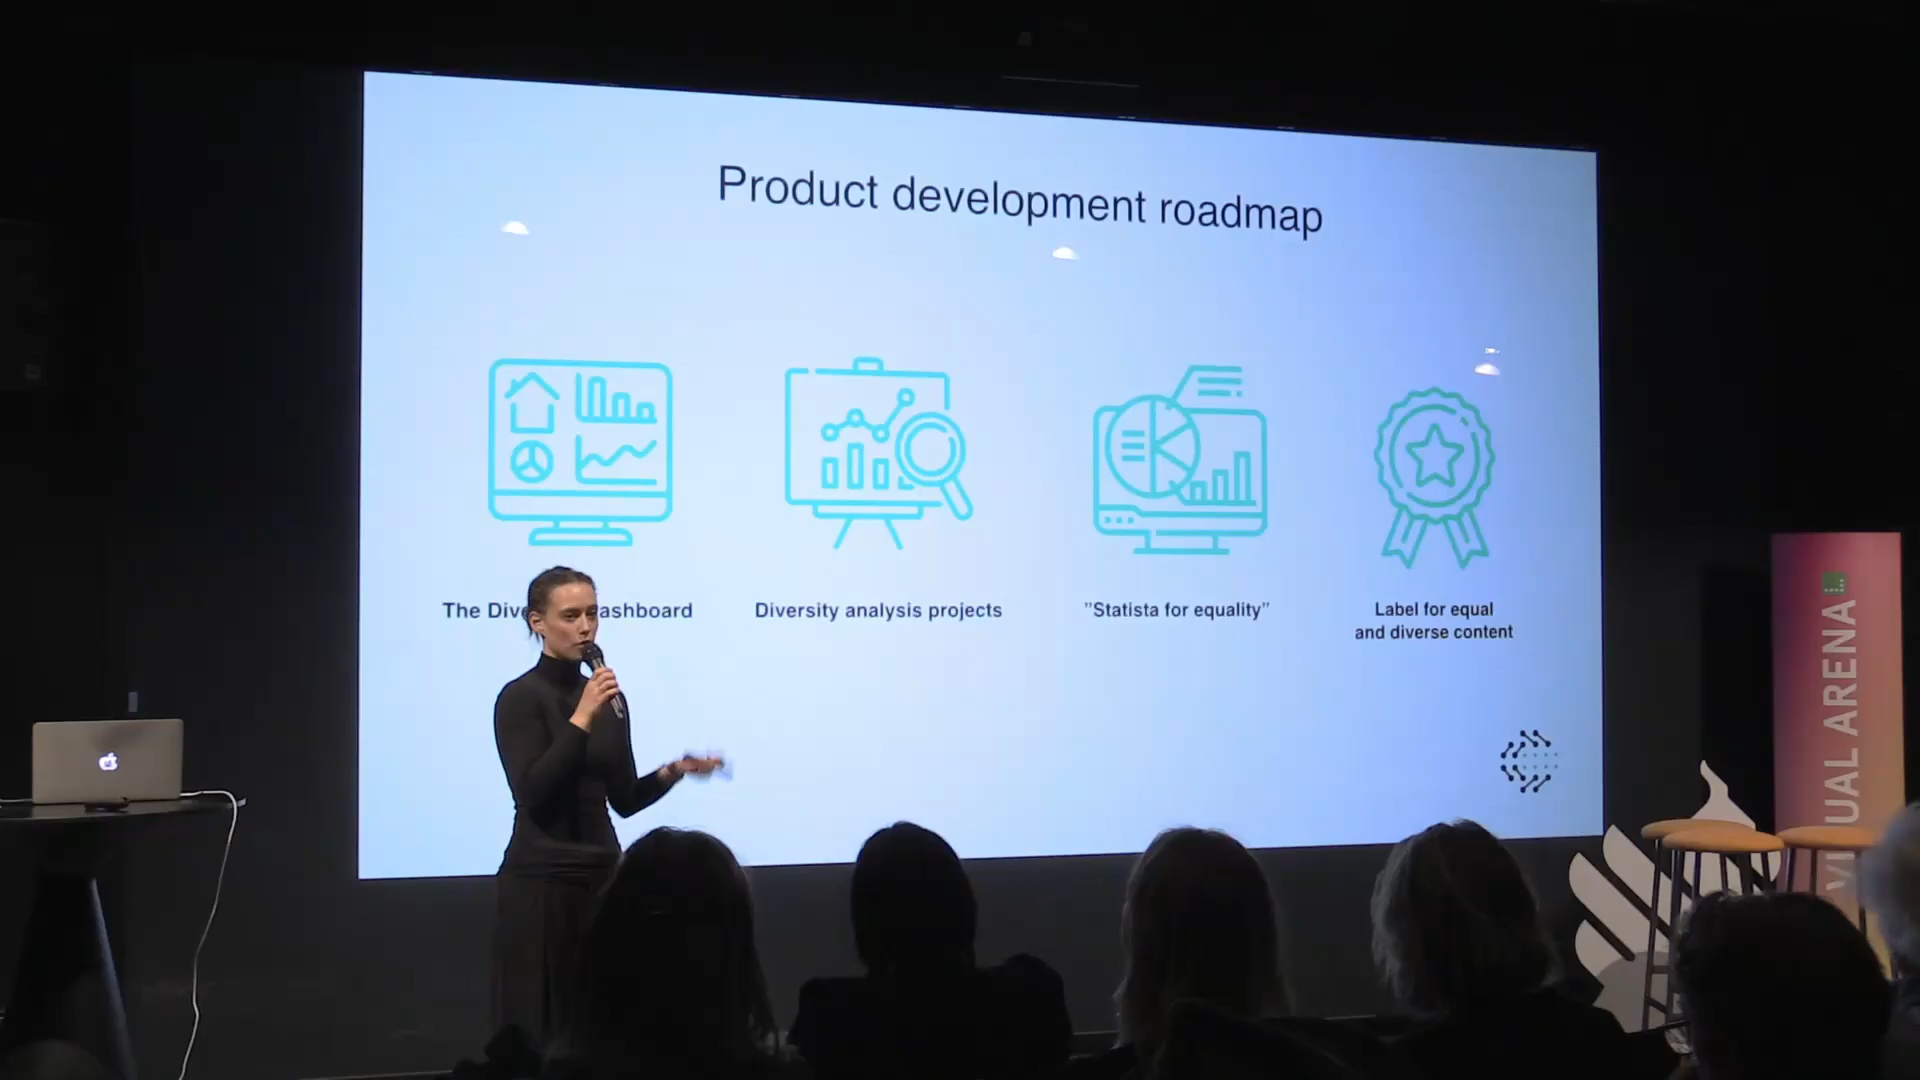 Product development roadmap
The Dive ashboard
Diversity analysis projects
”Statista for equality”
Label for equal
and diverse content
VISUAL ARENA